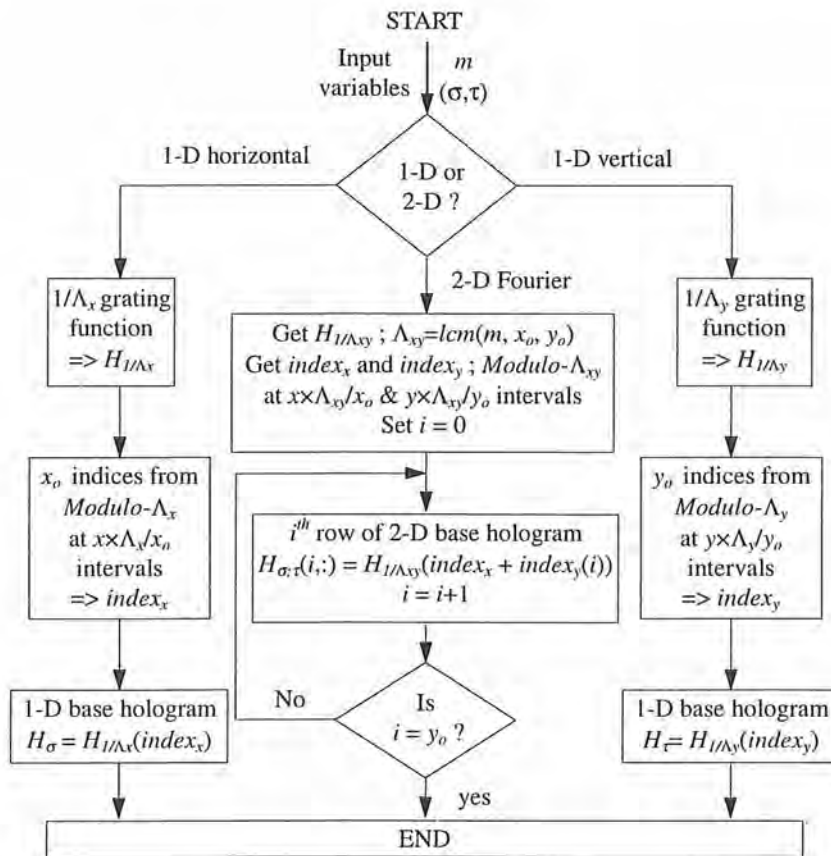 START
Input
variables
m
(σ,τ)
1-D horizontal
1-D or
2-D ?
1-D vertical
2-D Fourier
1/Λx grating
function
=> H1/Λx
Get H1/Λxy ; Λxy=lcm(m, xo, yo)
Get indexx and indexy ; Modulo-Λxy
at x×Λxy/xo & y×Λxy/yo intervals
Set i = 0
1/Λy grating
function
=> H1/Λy
xo indices from
Modulo-Λx
at x×Λx/xo
intervals
=> indexx
ith row of 2-D base hologram
Hσ;τ(i,:) = H1/Λxy(indexx + indexy(i))
i = i+1
yo indices from
Modulo-Λy
at y×Λy/yo
intervals
=> indexy
No
Is
i = yo ?
yes
1-D base hologram
Hσ = H1/Λx(indexx)
1-D base hologram
Hτ= H1/Λy(indexy)
END